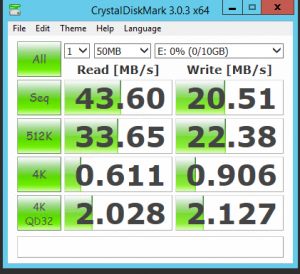 CrystalDiskMark 3.0.3 x64
File Edit Theme Help Language
All 1 50MB E: 0% (0/10GB)
Read [MB/s] Write [MB/s]
Seq 43.60 20.51
512K 33.65 22.38
4K 0.611 0.906
4K QD32 2.028 2.127